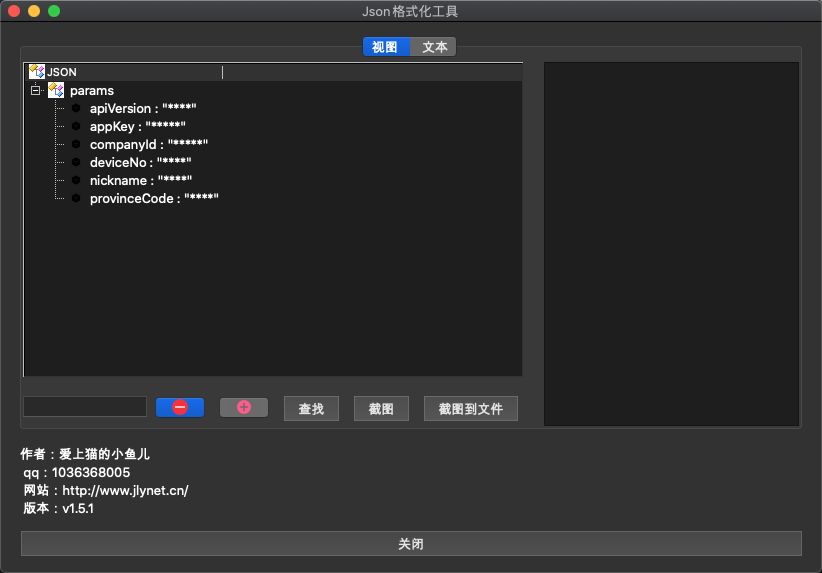 Json格式化工具
视图 文本
JSON
params
apiVersion : "****"
appKey : "*****"
companyId : "*****"
deviceNo : "****"
nickname : "****"
provinceCode : "****"
查找 截图 截图到文件
作者：爱上猫的小鱼儿
qq：1036368005
网站：http://www.jlynet.cn/
版本：v1.5.1
关闭